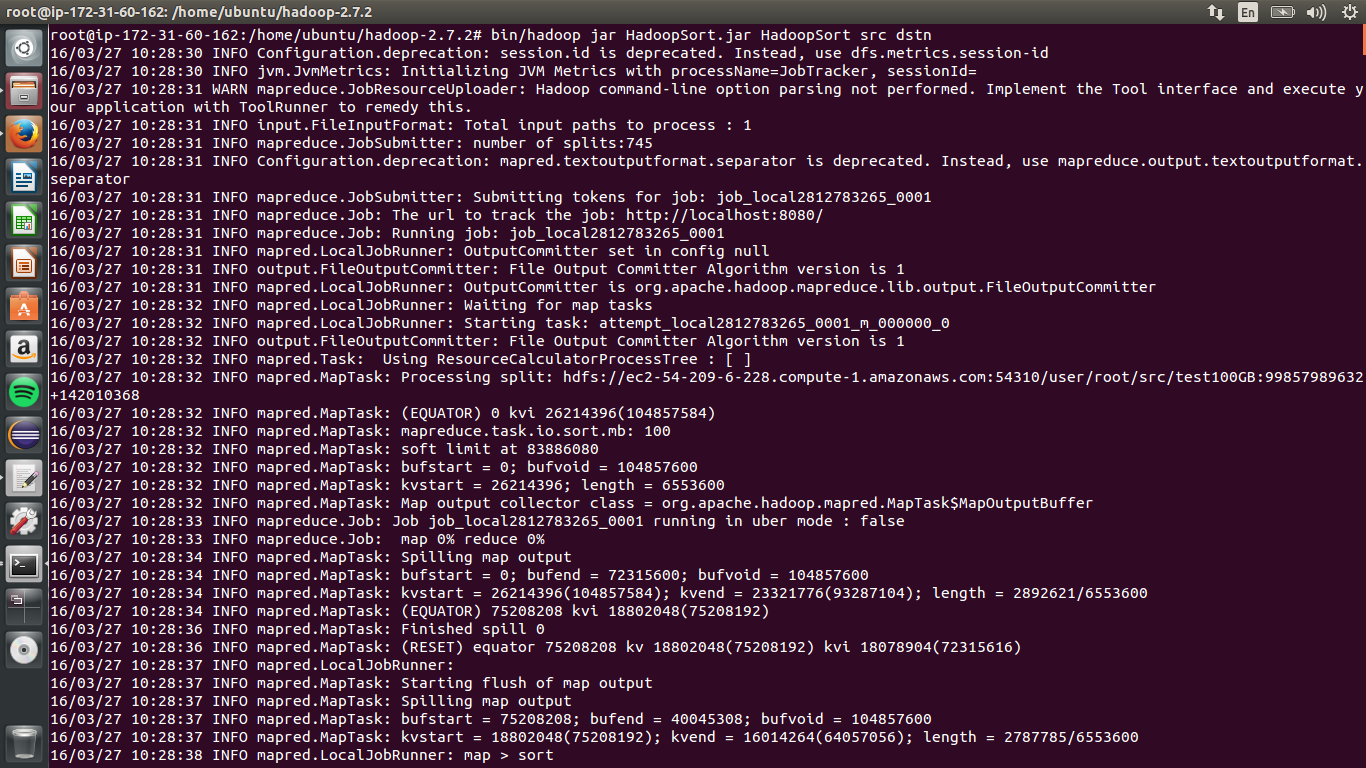 root@ip-172-31-60-162: /home/ubuntu/hadoop-2.7.2
En
root@ip-172-31-60-162:/home/ubuntu/hadoop-2.7.2# bin/hadoop jar HadoopSort.jar HadoopSort src dstn
16/03/27 10:28:30 INFO Configuration.deprecation: session.id is deprecated. Instead, use dfs.metrics.session-id
16/03/27 10:28:30 INFO jvm.JvmMetrics: Initializing JVM Metrics with processName=JobTracker, sessionId=
16/03/27 10:28:31 WARN mapreduce.JobResourceUploader: Hadoop command-line option parsing not performed. Implement the Tool interface and execute y
our application with ToolRunner to remedy this.
16/03/27 10:28:31 INFO input.FileInputFormat: Total input paths to process : 1
16/03/27 10:28:31 INFO mapreduce.JobSubmitter: number of splits:745
16/03/27 10:28:31 INFO Configuration.deprecation: mapred.textoutputformat.separator is deprecated. Instead, use mapreduce.output.textoutputformat.
separator
16/03/27 10:28:31 INFO mapreduce.JobSubmitter: Submitting tokens for job: job_local2812783265_0001
16/03/27 10:28:31 INFO mapreduce.Job: The url to track the job: http://localhost:8080/
16/03/27 10:28:31 INFO mapreduce.Job: Running job: job_local2812783265_0001
16/03/27 10:28:31 INFO mapred.LocalJobRunner: OutputCommitter set in config null
16/03/27 10:28:31 INFO output.FileOutputCommitter: File Output Committer Algorithm version is 1
16/03/27 10:28:31 INFO mapred.LocalJobRunner: OutputCommitter is org.apache.hadoop.mapreduce.lib.output.FileOutputCommitter
16/03/27 10:28:32 INFO mapred.LocalJobRunner: Waiting for map tasks
16/03/27 10:28:32 INFO mapred.LocalJobRunner: Starting task: attempt_local2812783265_0001_m_000000_0
16/03/27 10:28:32 INFO output.FileOutputCommitter: File Output Committer Algorithm version is 1
16/03/27 10:28:32 INFO mapred.Task:  Using ResourceCalculatorProcessTree : [ ]
16/03/27 10:28:32 INFO mapred.MapTask: Processing split: hdfs://ec2-54-209-6-228.compute-1.amazonaws.com:54310/user/root/src/test100GB:99857989632
+142010368
16/03/27 10:28:32 INFO mapred.MapTask: (EQUATOR) 0 kvi 26214396(104857584)
16/03/27 10:28:32 INFO mapred.MapTask: mapreduce.task.io.sort.mb: 100
16/03/27 10:28:32 INFO mapred.MapTask: soft limit at 83886080
16/03/27 10:28:32 INFO mapred.MapTask: bufstart = 0; bufvoid = 104857600
16/03/27 10:28:32 INFO mapred.MapTask: kvstart = 26214396; length = 6553600
16/03/27 10:28:32 INFO mapred.MapTask: Map output collector class = org.apache.hadoop.mapred.MapTask$MapOutputBuffer
16/03/27 10:28:33 INFO mapreduce.Job: Job job_local2812783265_0001 running in uber mode : false
16/03/27 10:28:33 INFO mapreduce.Job:  map 0% reduce 0%
16/03/27 10:28:34 INFO mapred.MapTask: Spilling map output
16/03/27 10:28:34 INFO mapred.MapTask: bufstart = 0; bufend = 72315600; bufvoid = 104857600
16/03/27 10:28:34 INFO mapred.MapTask: kvstart = 26214396(104857584); kvend = 23321776(93287104); length = 2892621/6553600
16/03/27 10:28:34 INFO mapred.MapTask: (EQUATOR) 75208208 kvi 18802048(75208192)
16/03/27 10:28:36 INFO mapred.MapTask: Finished spill 0
16/03/27 10:28:36 INFO mapred.MapTask: (RESET) equator 75208208 kv 18802048(75208192) kvi 18078904(72315616)
16/03/27 10:28:37 INFO mapred.LocalJobRunner:
16/03/27 10:28:37 INFO mapred.MapTask: Starting flush of map output
16/03/27 10:28:37 INFO mapred.MapTask: Spilling map output
16/03/27 10:28:37 INFO mapred.MapTask: bufstart = 75208208; bufend = 40045308; bufvoid = 104857600
16/03/27 10:28:37 INFO mapred.MapTask: kvstart = 18802048(75208192); kvend = 16014264(64057056); length = 2787785/6553600
16/03/27 10:28:38 INFO mapred.LocalJobRunner: map > sort